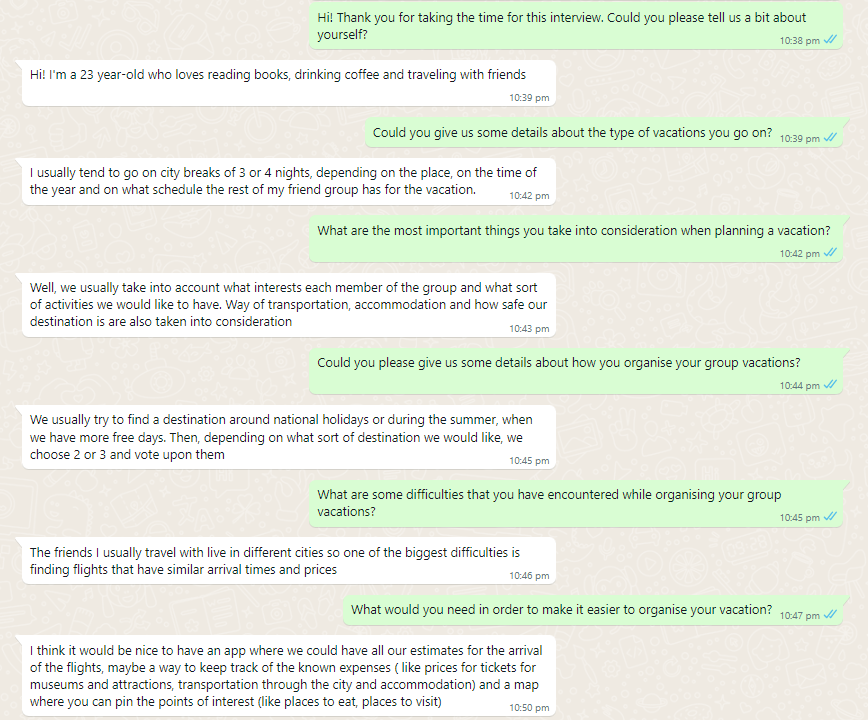 Hi! Thank you for taking the time for this interview. Could you please tell us a bit about
yourself?
10:38 pm
Hi! I'm a 23 year-old who loves reading books, drinking coffee and traveling with friends
10:39 pm
Could you give us some details about the type of vacations you go on?
10:39 pm
I usually tend to go on city breaks of 3 or 4 nights, depending on the place, on the time of
the year and on what schedule the rest of my friend group has for the vacation.
10:42 pm
What are the most important things you take into consideration when planning a vacation?
10:42 pm
Well, we usually take into account what interests each member of the group and what sort
of activities we would like to have. Way of transportation, accommodation and how safe our
destination is are also taken into consideration
10:43 pm
Could you please give us some details about how you organise your group vacations?
10:44 pm
We usually try to find a destination around national holidays or during the summer, when
we have more free days. Then, depending on what sort of destination we would like, we
choose 2 or 3 and vote upon them
10:45 pm
What are some difficulties that you have encountered while organising your group
vacations?
10:45 pm
The friends I usually travel with live in different cities so one of the biggest difficulties is
finding flights that have similar arrival times and prices
10:46 pm
What would you need in order to make it easier to organise your vacation?
10:47 pm
I think it would be nice to have an app where we could have all our estimates for the arrival
of the flights, maybe a way to keep track of the known expenses ( like prices for tickets for
museums and attractions, transportation through the city and accommodation) and a map
where you can pin the points of interest (like places to eat, places to visit)
10:50 pm